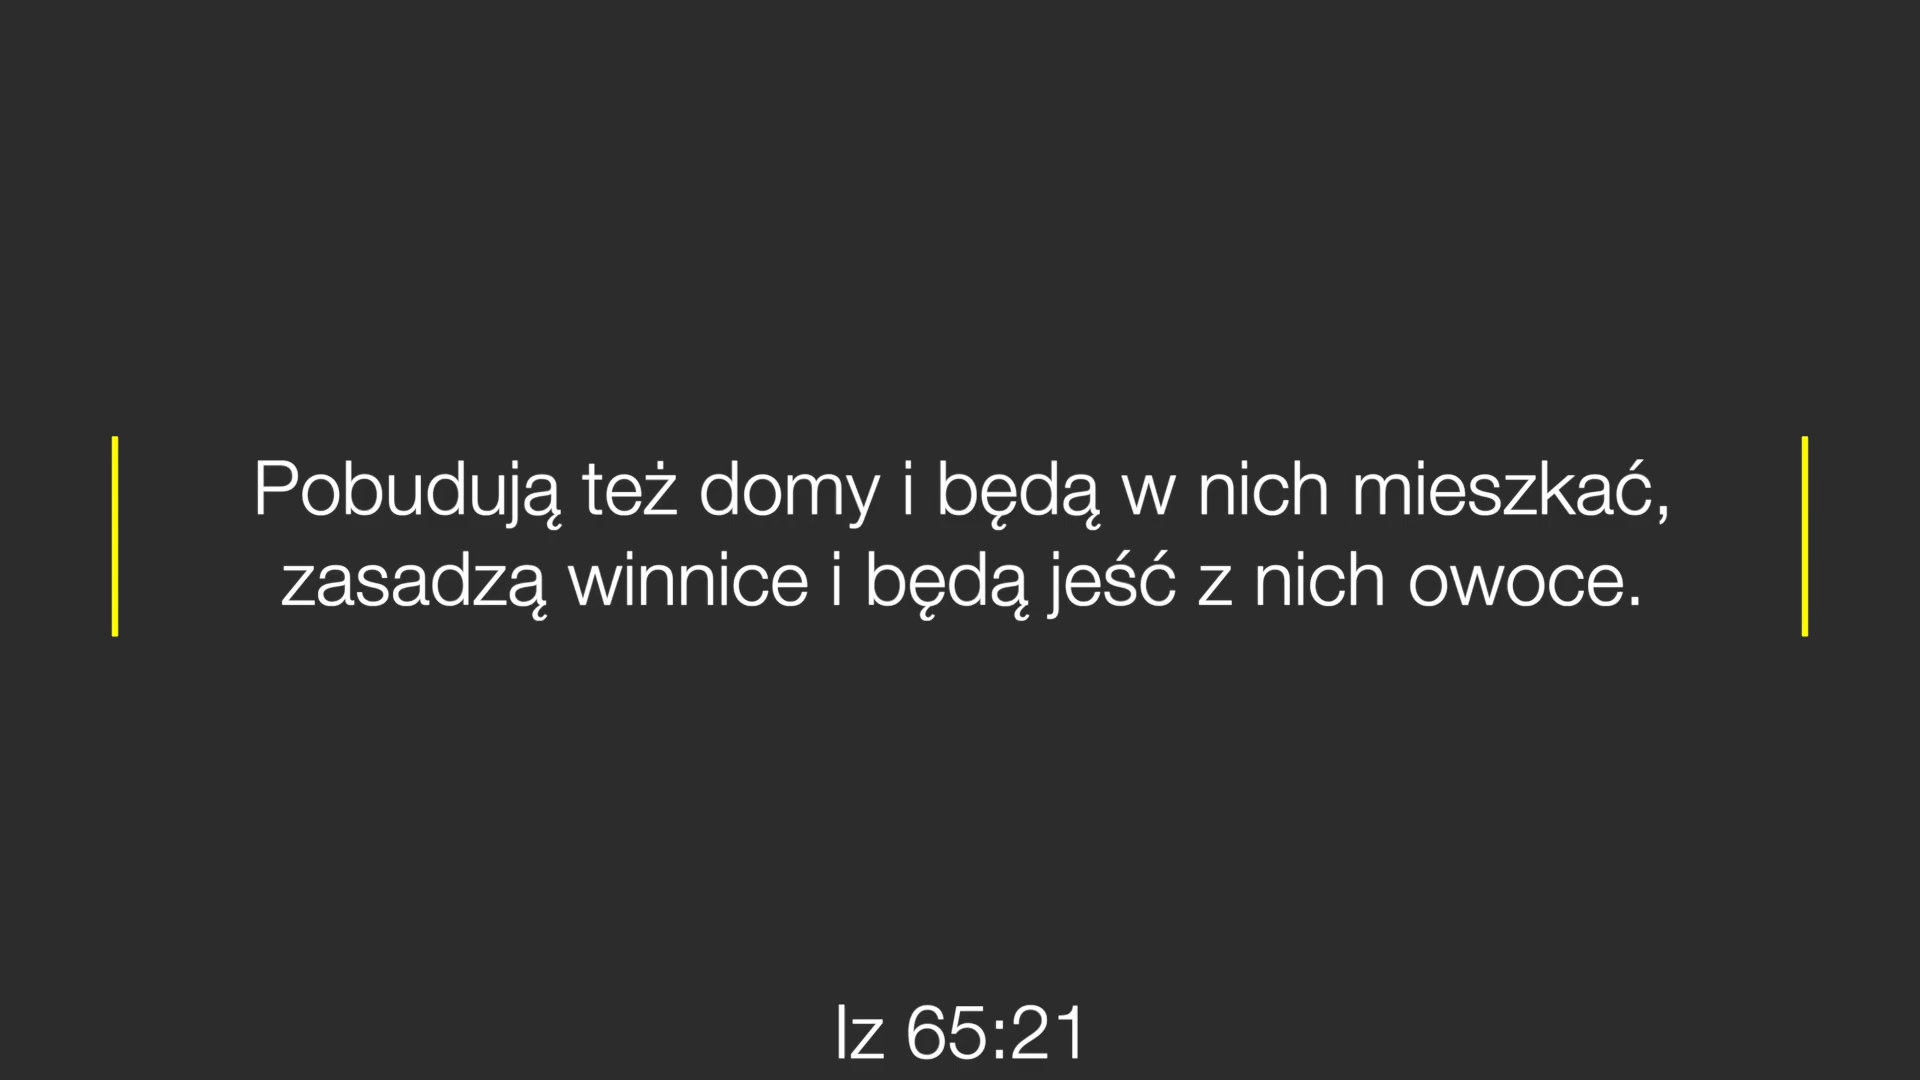 Pobudują też domy i będą w nich mieszkać,
zasadzą winnice i będą jeść z nich owoce.
Iz 65:21